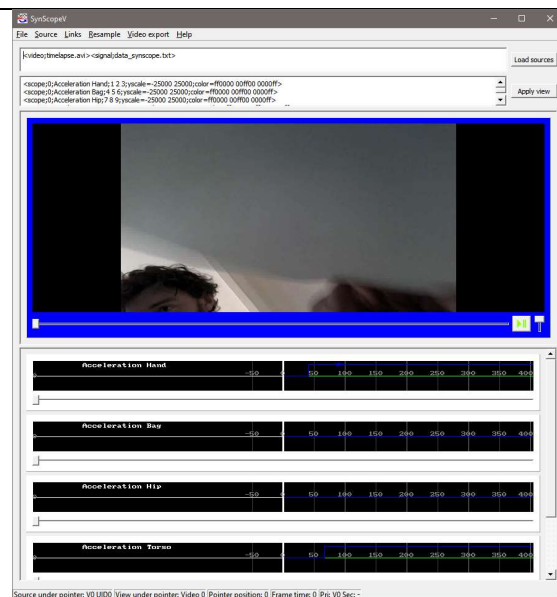 SynScopeV
File Source Links Resample Video export Help
<video;timelapse.avi><signal;data_synscope.txt>
Load sources
<scope;0;Acceleration Hand;1 2 3;yscale=-25000 25000;color=ff0000 00ff00 0000ff>
<scope;0;Acceleration Bag;4 5 6;yscale=-25000 25000;color=ff0000 00ff00 0000ff>
<scope;0;Acceleration Hip;7 8 9;yscale=-25000 25000;color=ff0000 00ff00 0000ff>
Apply view
Acceleration Hand
-50 0 50 100 150 200 250 300 350 400
Acceleration Bag
-50 0 50 100 150 200 250 300 350 400
Acceleration Hip
-50 0 50 100 150 200 250 300 350 400
Acceleration Torso
-50 0 50 100 150 200 250 300 350 400
Source under pointer: V0 UID0 View under pointer: Video 0 Pointer position: 0 Frame time: 0 Pri: V0 Sec: -